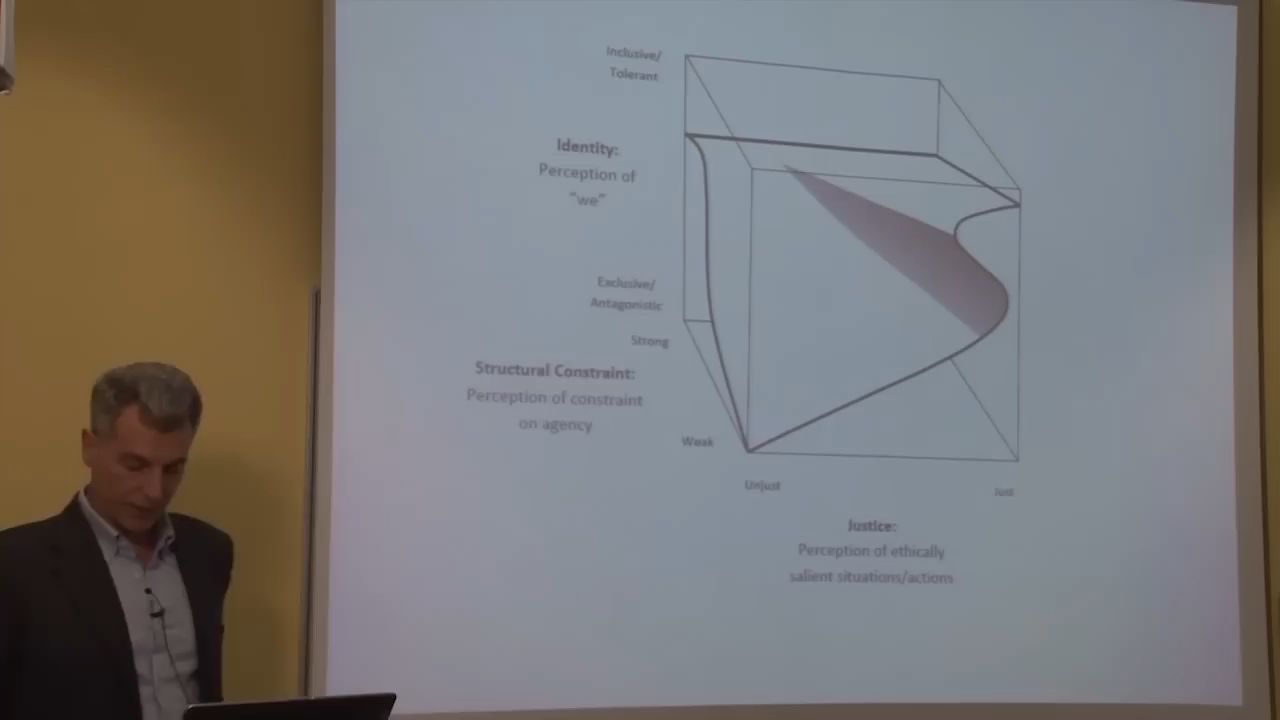 Inclusive/
Tolerant
Identity:
Perception of
"we"
Exclusive/
Antagonistic
Strong
Structural Constraint:
Perception of constraint
on agency
Weak
Unjust
Just
Justice:
Perception of ethically
salient situations/actions